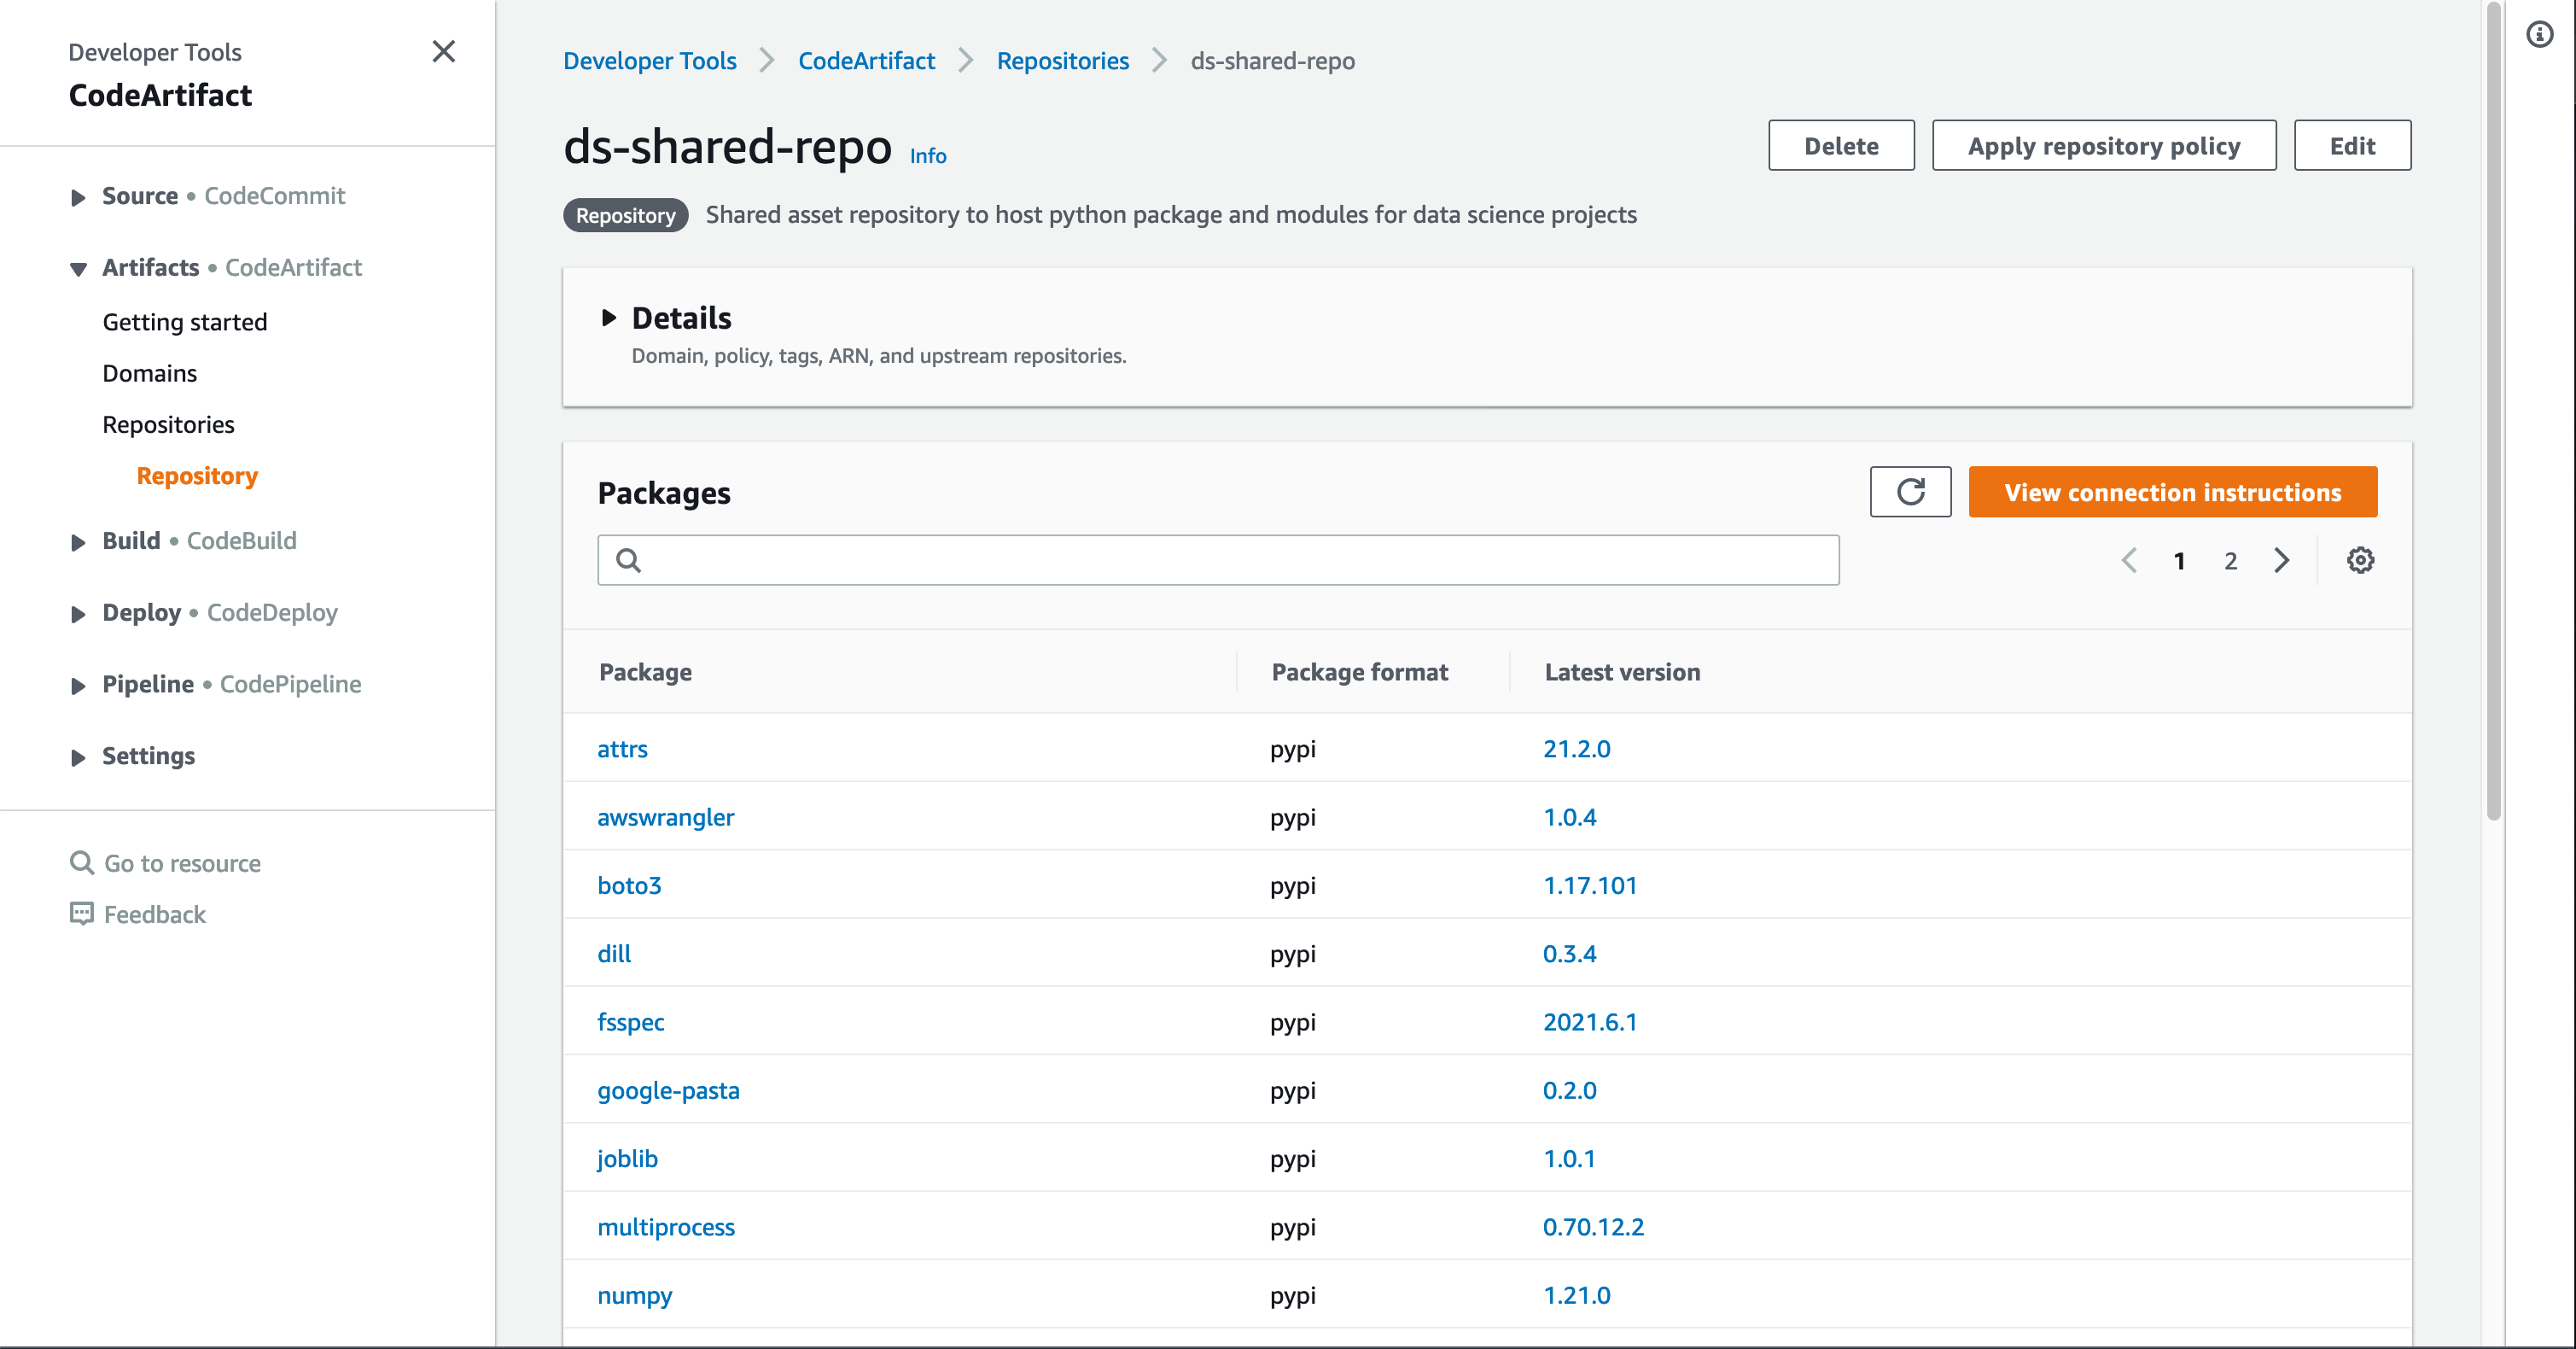 Developer Tools
CodeArtifact
Source • CodeCommit
Artifacts • CodeArtifact
Getting started
Domains
Repositories
Repository
Build • CodeBuild
Deploy • CodeDeploy
Pipeline • CodePipeline
Settings
Go to resource
Feedback
Developer Tools > CodeArtifact > Repositories > ds-shared-repo
ds-shared-repo Info
Delete Apply repository policy Edit
Repository Shared asset repository to host python package and modules for data science projects
Details
Domain, policy, tags, ARN, and upstream repositories.
Packages
View connection instructions
1 2
Package Package format Latest version
attrs pypi 21.2.0
awswrangler pypi 1.0.4
boto3 pypi 1.17.101
dill pypi 0.3.4
fsspec pypi 2021.6.1
google-pasta pypi 0.2.0
joblib pypi 1.0.1
multiprocess pypi 0.70.12.2
numpy pypi 1.21.0